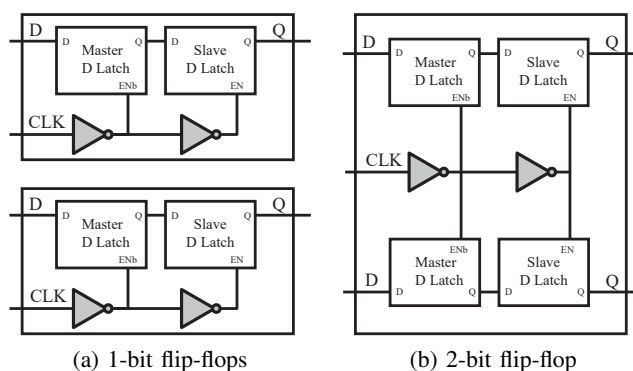 D Q
D Q D Q
Master Slave
D Latch D Latch
ENb EN
CLK
D Q
D Q D Q
Master Slave
D Latch D Latch
ENb EN
CLK
(a) 1-bit flip-flops
D Q
D Q D Q
Master Slave
D Latch D Latch
ENb EN
CLK
ENb EN
Master Slave
D Latch D Latch
D Q
D Q D Q
(b) 2-bit flip-flop